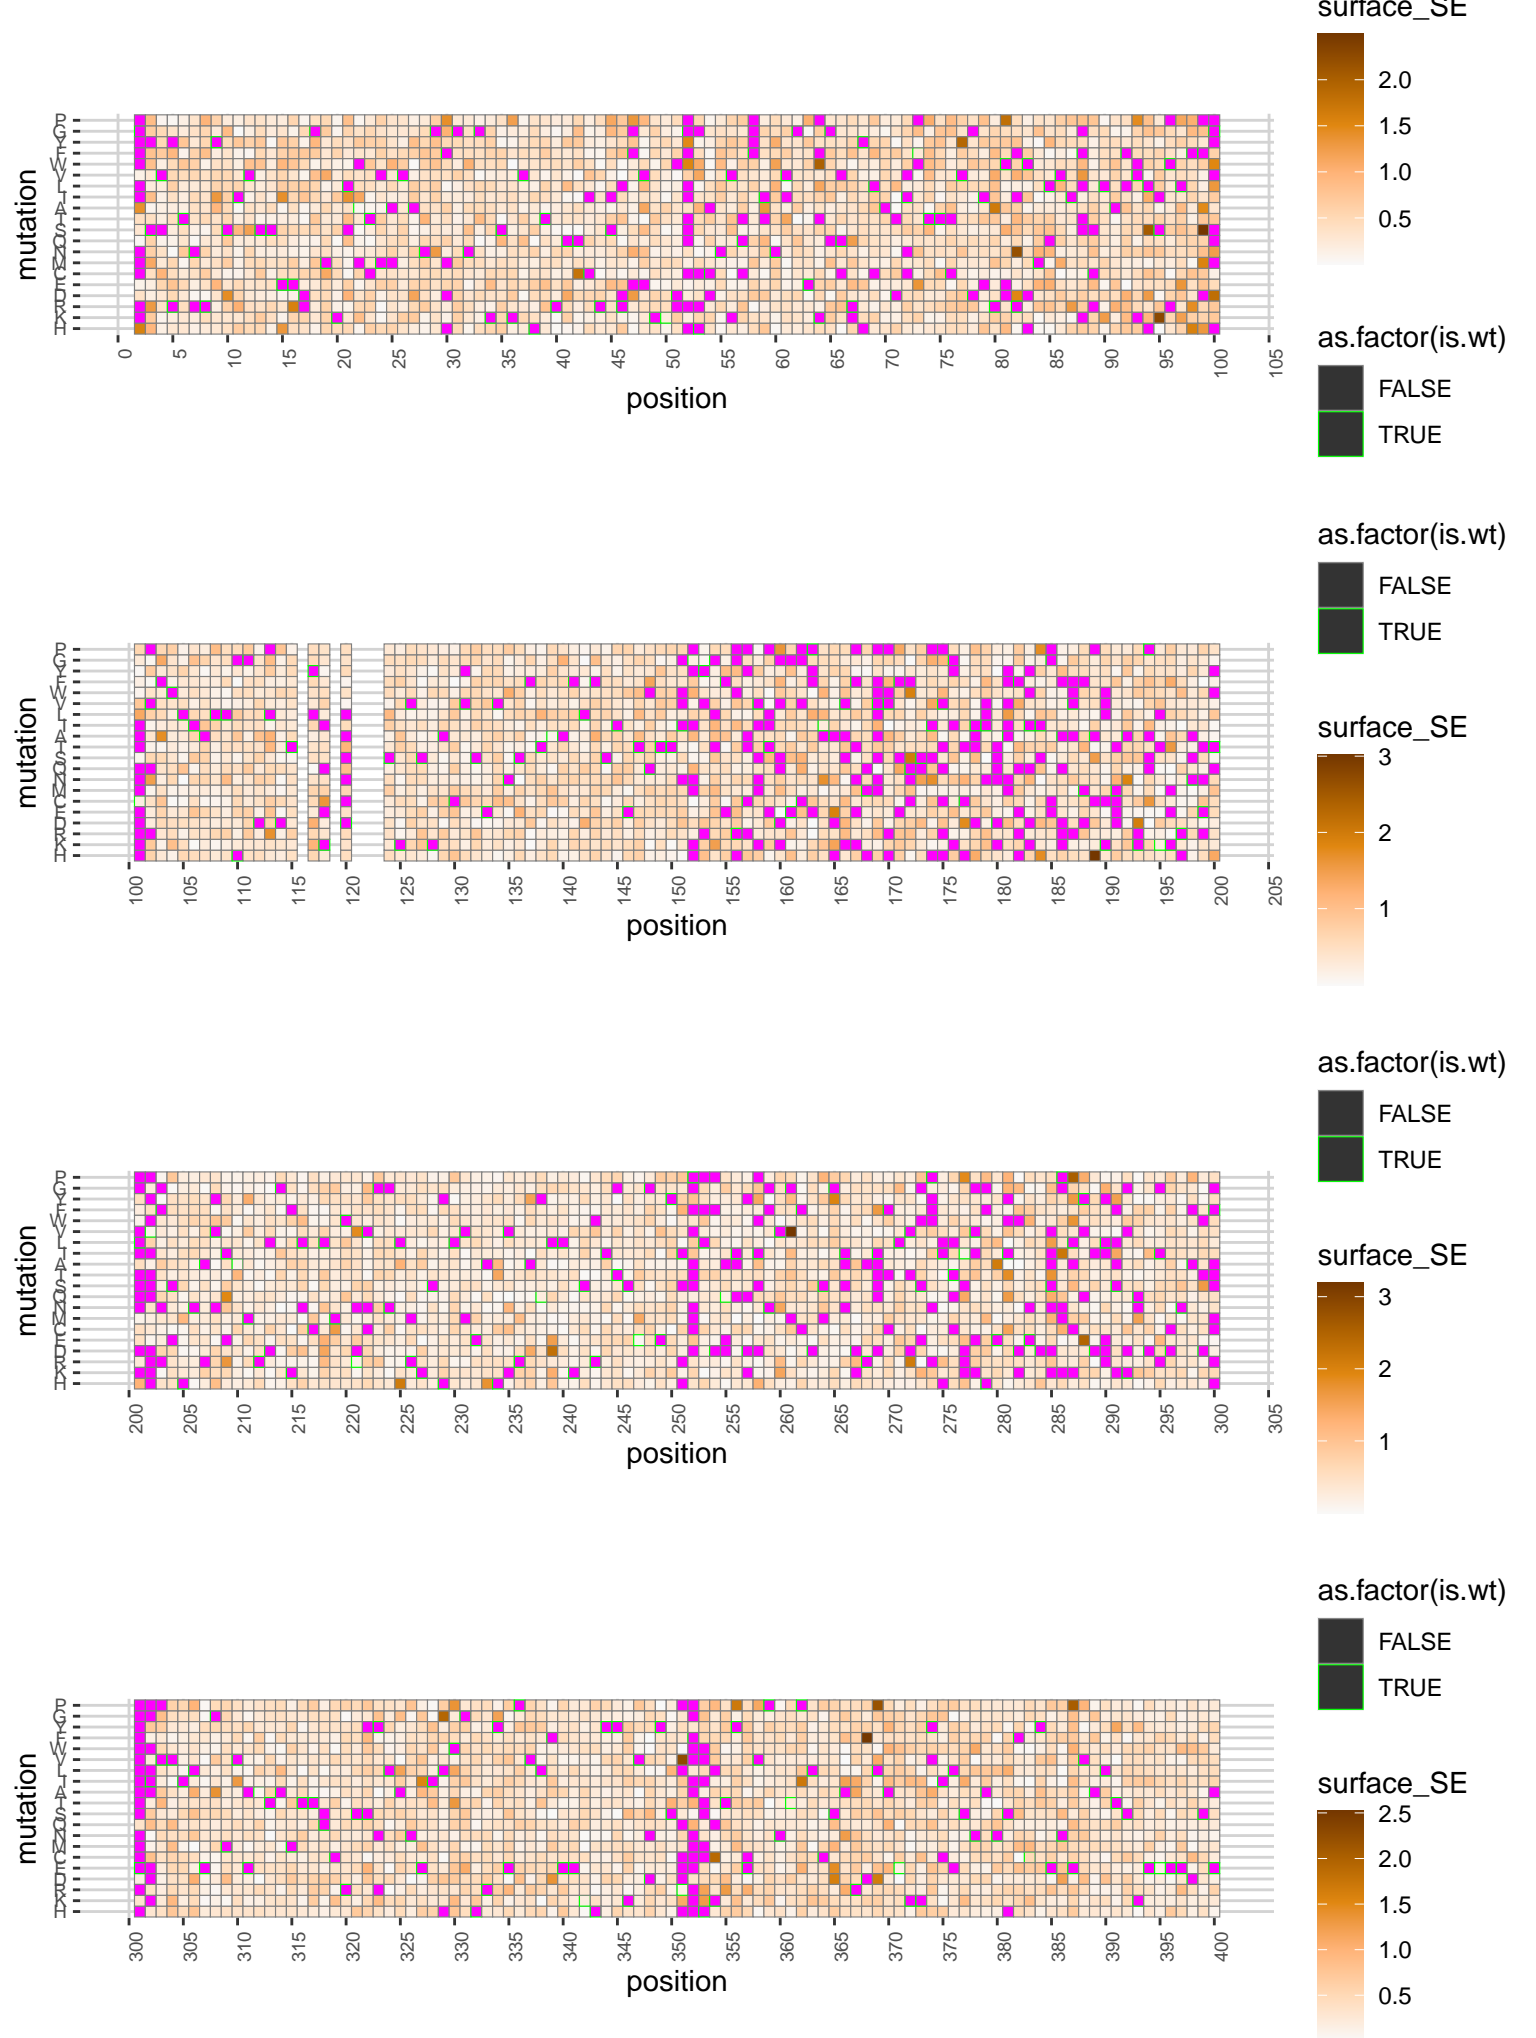 surface_SE
2.0
1.5
1.0
0.5
P
G
Y
F
W
V
L
I
A
T
S
Q
N
M
C
E
D
R
K
H
mutation
0 5 10 15 20 25 30 35 40 45 50 55 60 65 70 75 80 85 90 95 100 105
position
as.factor(is.wt)
FALSE
TRUE
as.factor(is.wt)
FALSE
TRUE
P
G
Y
F
W
V
L
I
A
T
S
Q
N
M
C
E
D
R
K
H
mutation
100 105 110 115 120 125 130 135 140 145 150 155 160 165 170 175 180 185 190 195 200 205
position
surface_SE
3
2
1
as.factor(is.wt)
FALSE
TRUE
P
G
Y
F
W
V
L
I
A
T
S
Q
N
M
C
E
D
R
K
H
mutation
200 205 210 215 220 225 230 235 240 245 250 255 260 265 270 275 280 285 290 295 300 305
position
surface_SE
3
2
1
as.factor(is.wt)
FALSE
TRUE
P
G
Y
F
W
V
L
I
A
T
S
Q
N
M
C
E
D
R
K
H
mutation
300 305 310 315 320 325 330 335 340 345 350 355 360 365 370 375 380 385 390 395 400
position
surface_SE
2.5
2.0
1.5
1.0
0.5